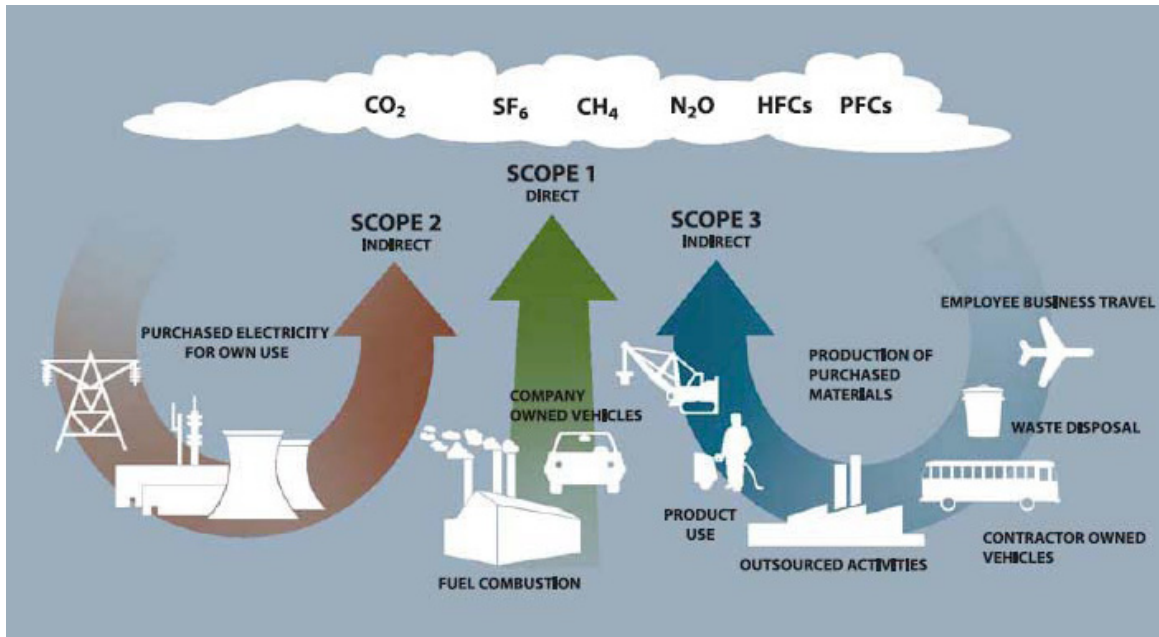 CO₂ SF₆ CH₄ N₂O HFCs PFCs
SCOPE 1
DIRECT
SCOPE 2
INDIRECT
SCOPE 3
INDIRECT
PURCHASED ELECTRICITY
FOR OWN USE
COMPANY
OWNED VEHICLES
FUEL COMBUSTION
EMPLOYEE BUSINESS TRAVEL
PRODUCTION OF
PURCHASED
MATERIALS
WASTE DISPOSAL
PRODUCT
USE
OUTSOURCED ACTIVITIES
CONTRACTOR OWNED
VEHICLES